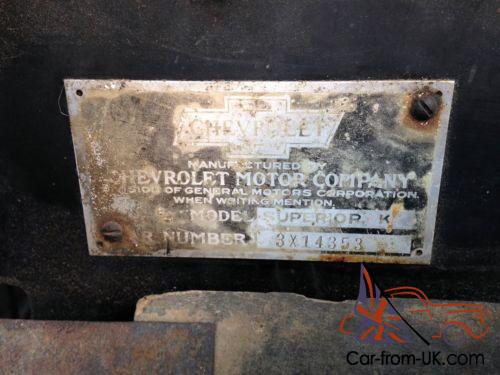 CHEVROLET
MANUFACTURED BY
CHEVROLET MOTOR COMPANY
DIVISION OF GENERAL MOTORS CORPORATION.
WHEN WRITING MENTION.
MODEL SUPERIOR K
CAR NUMBER 3X14353
Car-from-UK.com